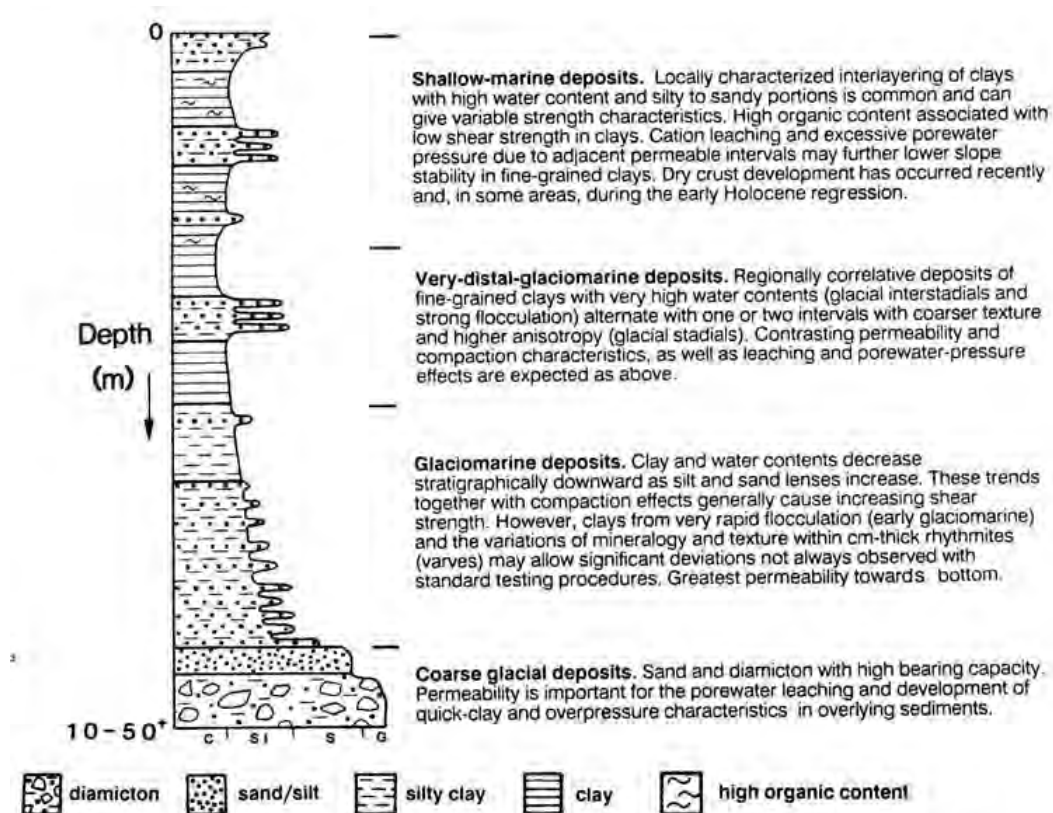 0
Shallow-marine deposits. Locally characterized interlayering of clays
with high water content and silty to sandy portions is common and can
give variable strength characteristics. High organic content associated with
low shear strength in clays. Cation leaching and excessive porewater
pressure due to adjacent permeable intervals may further lower slope
stability in fine-grained clays. Dry crust development has occurred recently
and, in some areas, during the early Holocene regression.
Very-distal-glaciomarine deposits. Regionally correlative deposits of
fine-grained clays with very high water contents (glacial interstadials and
strong flocculation) alternate with one or two intervals with coarser texture
and higher anisotropy (glacial stadials). Contrasting permeability and
compaction characteristics, as well as leaching and porewater-pressure
effects are expected as above.
Depth
(m)
Glaciomarine deposits. Clay and water contents decrease
stratigraphically downward as silt and sand lenses increase. These trends
together with compaction effects generally cause increasing shear
strength. However, clays from very rapid flocculation (early glaciomarine)
and the variations of mineralogy and texture within cm-thick rhythmites
(varves) may allow significant deviations not always observed with
standard testing procedures. Greatest permeability towards bottom.
Coarse glacial deposits. Sand and diamicton with high bearing capacity.
Permeability is important for the porewater leaching and development of
quick-clay and overpressure characteristics in overlying sediments.
10-50+
C Si S G
diamicton sand/silt silty clay clay high organic content